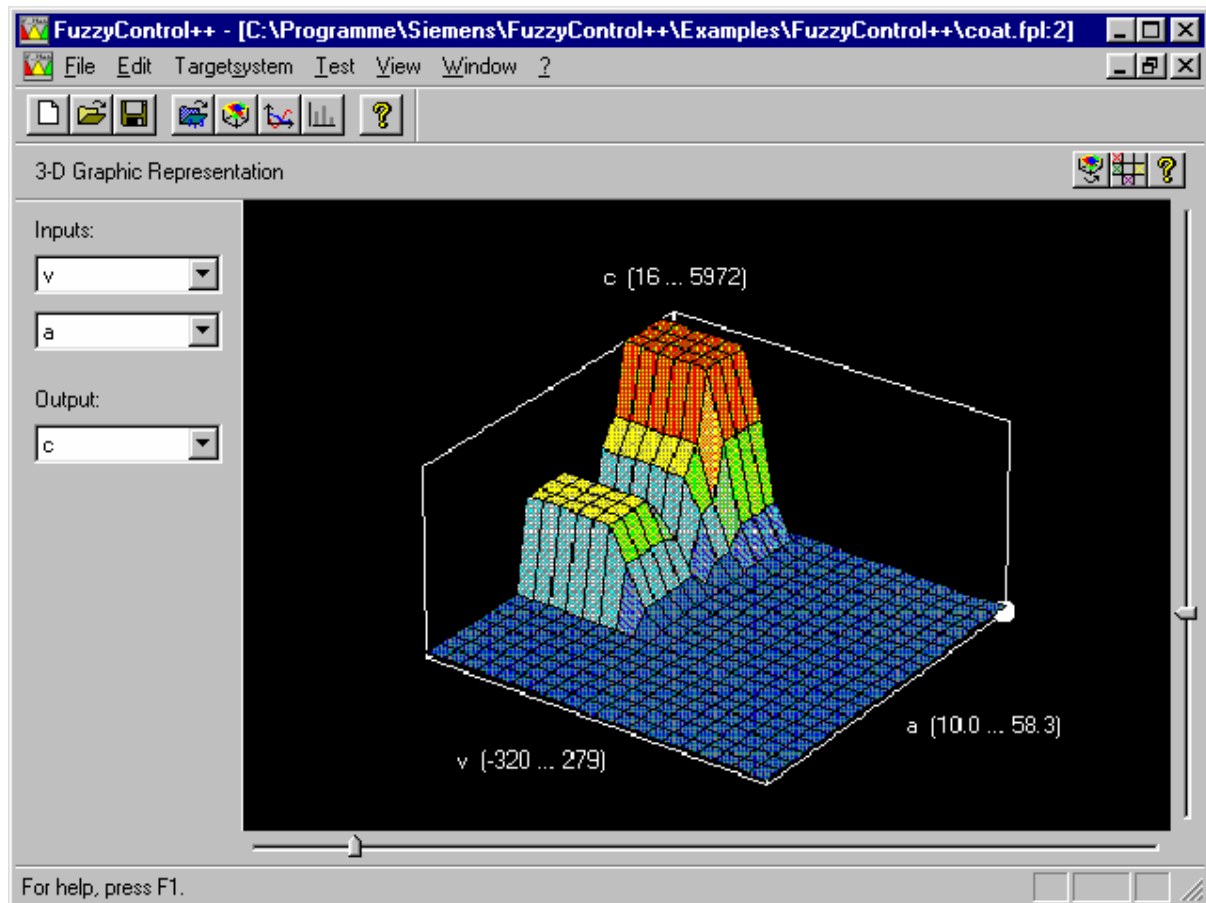 FuzzyControl++ - [C:\Programme\Siemens\FuzzyControl++\Examples\FuzzyControl++\coat.fpl:2]
File Edit Targetsystem Test View Window ?
3-D Graphic Representation
Inputs:
v
a
Output:
c
c (16 ... 5972)
a (10.0 ... 58.3)
v (-320 ... 279)
For help, press F1.